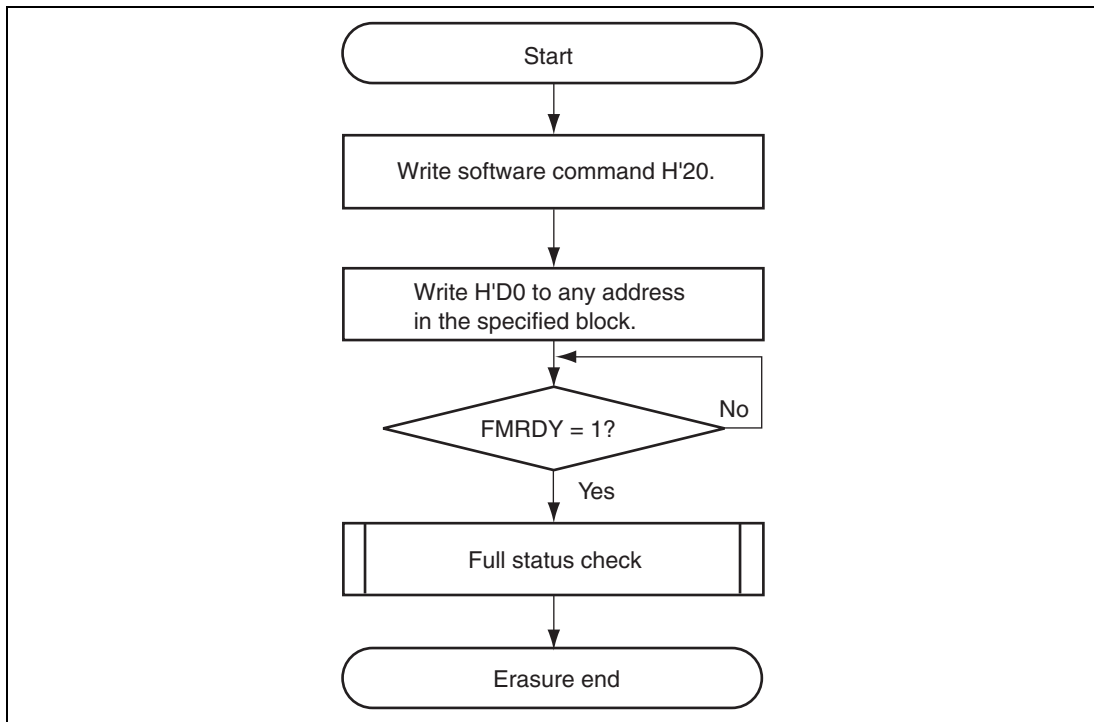 Start
Write software command H'20.
Write H'D0 to any address
in the specified block.
No
FMRDY = 1?
Yes
Full status check
Erasure end